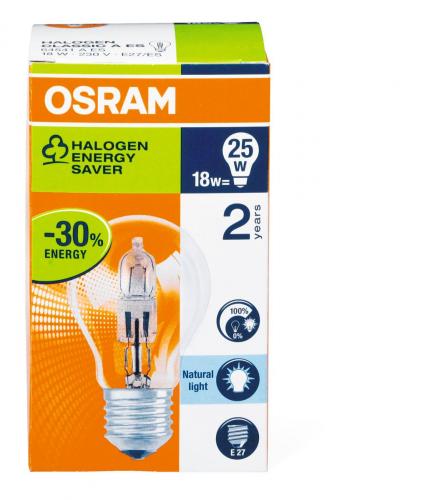 HALOGEN
CLASSIC A ES
64541 A ES
18 W - 230 V - E27/ES
OSRAM
HALOGEN
ENERGY
SAVER
25
W
18w=
2
years
-30%
ENERGY
100%
0%
Natural
light
E 27